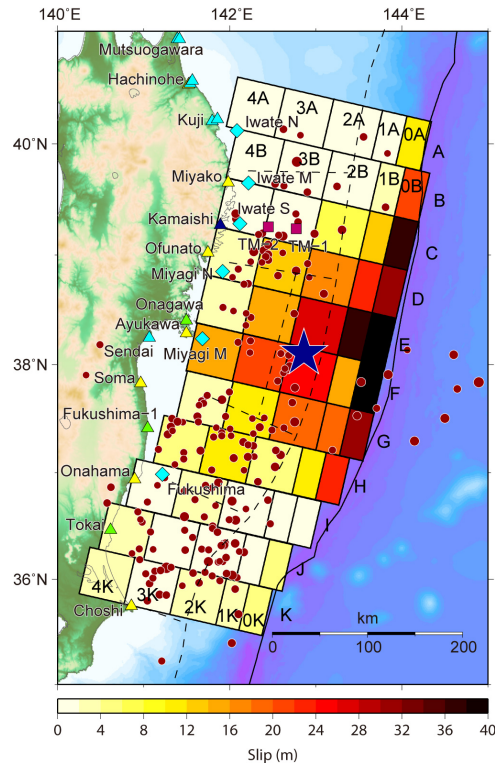 140°E 142°E 144°E
Mutsuogawara
Hachinohe
4A 3A 2A 1A 0A
Kuji
Iwate N
40°N
A
4B 3B 2B 1B 0B
Miyako
Iwate M
B
Kamaishi
Iwate S
TM-2 TM-1
C
Ofunato
Miyagi N
D
Onagawa
Ayukawa
E
Sendai
Miyagi M
38°N
Soma
F
Fukushima-1
G
Onahama
Fukushima
H
I
Tokai
J
36°N
4K 3K 2K 1K 0K
K
Choshi
km
0 100 200
0 4 8 12 16 20 24 28 32 36 40
Slip (m)